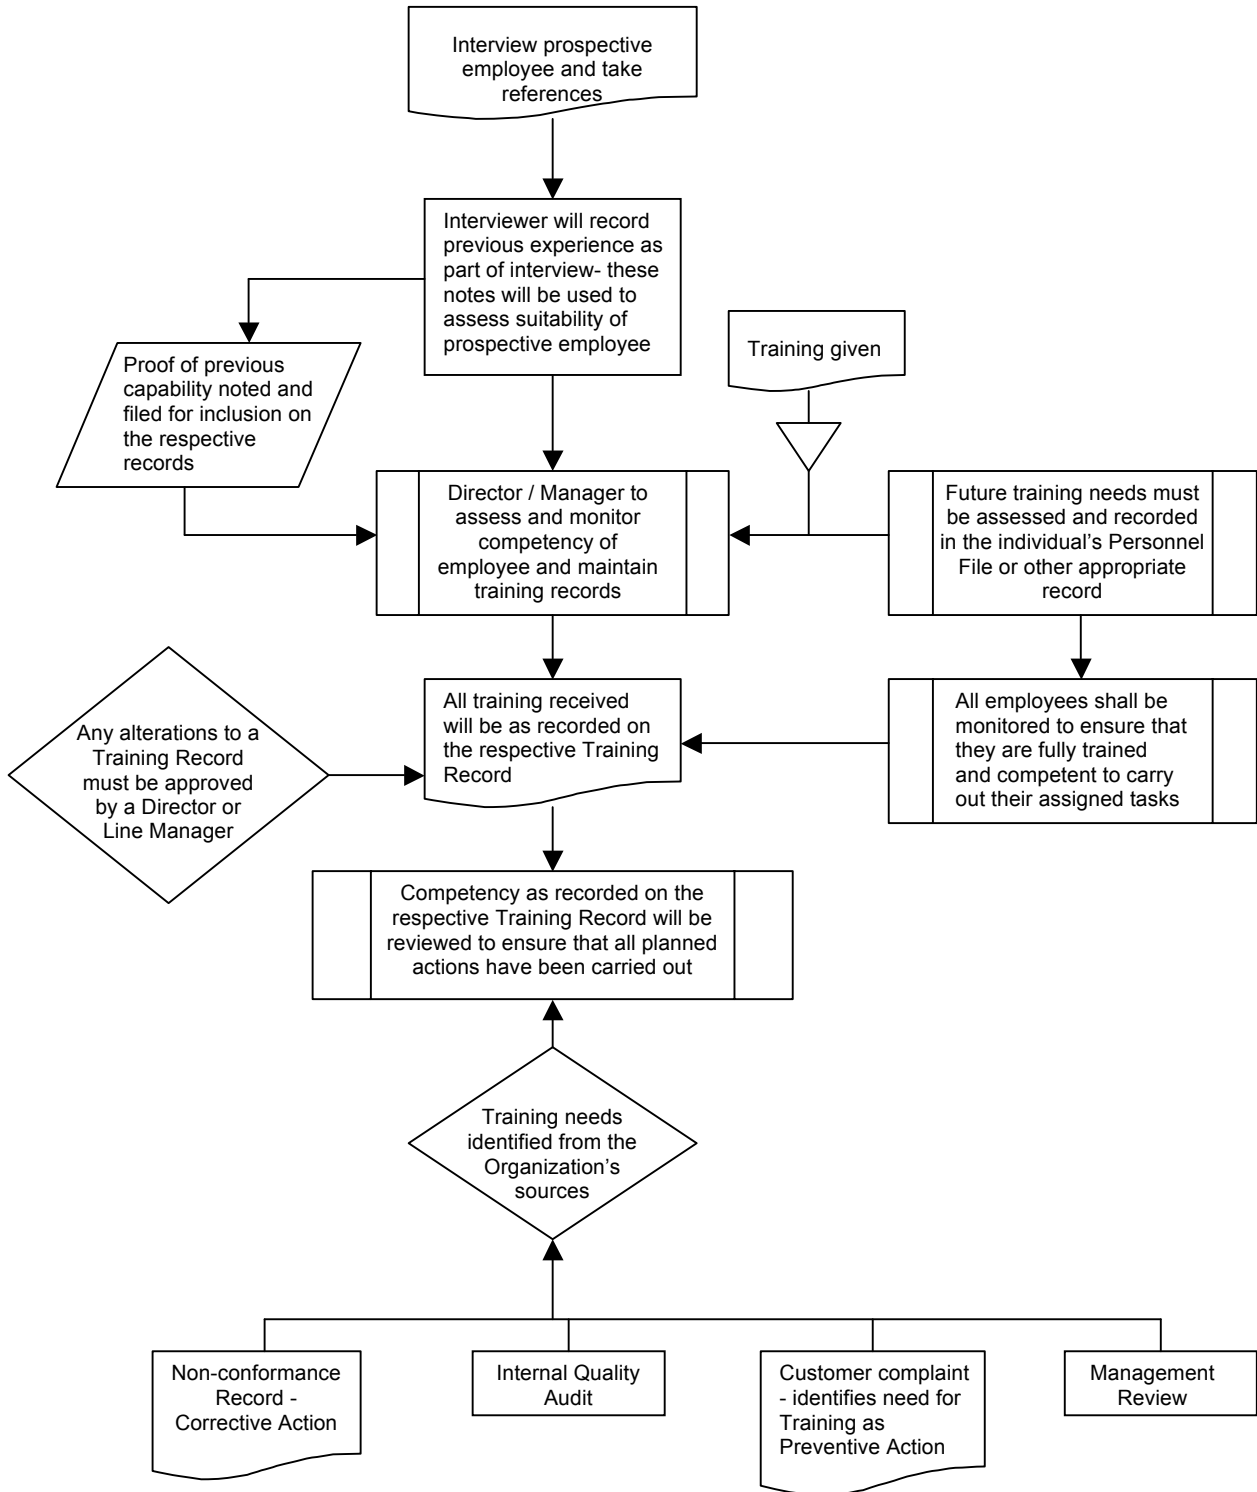 Interview prospective
employee and take
references
Interviewer will record
previous experience as
part of interview- these
notes will be used to
assess suitability of
prospective employee
Training given
Proof of previous
capability noted and
filed for inclusion on
the respective
records
Director / Manager to
assess and monitor
competency of
employee and maintain
training records
Future training needs must
be assessed and recorded
in the individual’s Personnel
File or other appropriate
record
Any alterations to a
Training Record
must be approved
by a Director or
Line Manager
All training received
will be as recorded on
the respective Training
Record
All employees shall be
monitored to ensure that
they are fully trained
and competent to carry
out their assigned tasks
Competency as recorded on the
respective Training Record will be
reviewed to ensure that all planned
actions have been carried out
Training needs
identified from the
Organization’s
sources
Non-conformance
Record -
Corrective Action
Internal Quality
Audit
Customer complaint
- identifies need for
Training as
Preventive Action
Management
Review